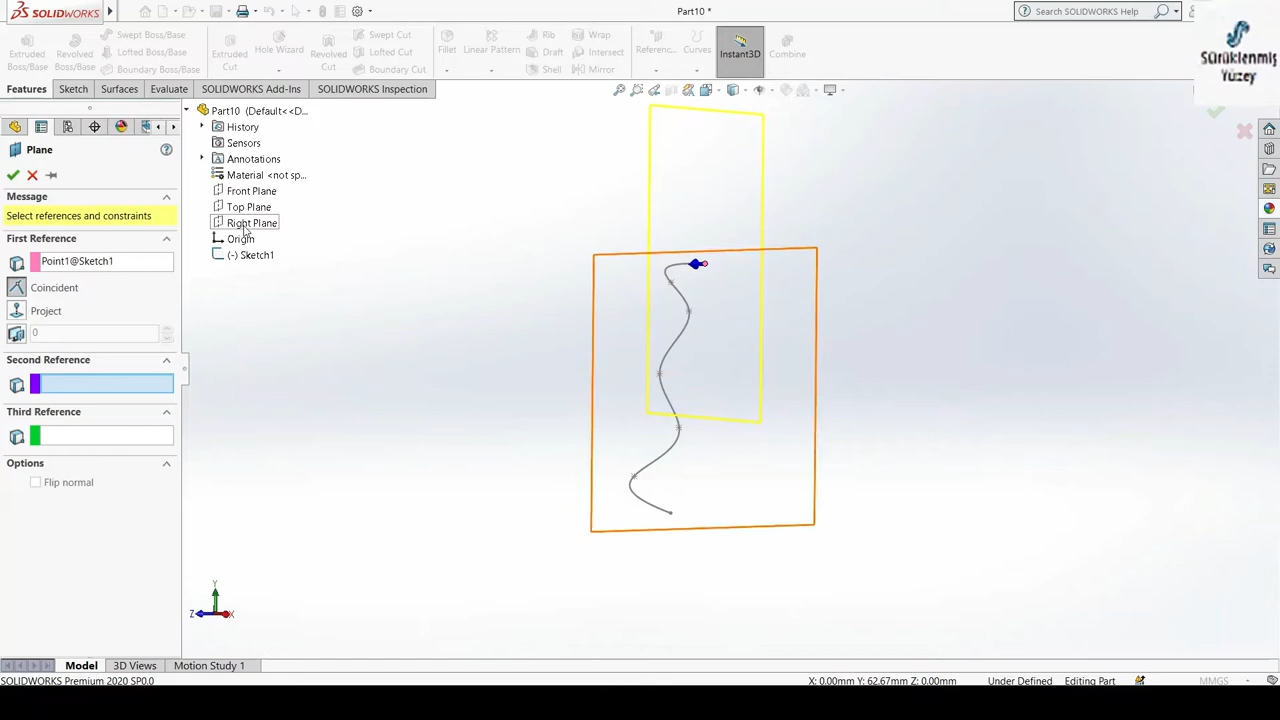 SOLIDWORKS
Part10 *
Search SOLIDWORKS Help
Sürüklenmiş
Yüzey
Extruded
Boss/Base
Revolved
Boss/Base
Swept Boss/Base
Lofted Boss/Base
Boundary Boss/Base
Extruded
Cut
Hole Wizard
Revolved
Cut
Swept Cut
Lofted Cut
Boundary Cut
Fillet
Linear Pattern
Rib
Draft
Shell
Wrap
Intersect
Mirror
Referenc...
Curves
Instant3D
Combine
Features
Sketch
Surfaces
Evaluate
SOLIDWORKS Add-Ins
SOLIDWORKS Inspection
Plane
Message
Select references and constraints
First Reference
Point1@Sketch1
Coincident
Project
0
Second Reference
Third Reference
Options
Flip normal
Part10 (Default<<D...
History
Sensors
Annotations
Material <not sp...
Front Plane
Top Plane
Right Plane
Origin
(-) Sketch1
Y
Z
X
Model
3D Views
Motion Study 1
SOLIDWORKS Premium 2020 SP0.0
X: 0.00mm Y: 62.67mm Z: 0.00mm
Under Defined
Editing Part
MMGS